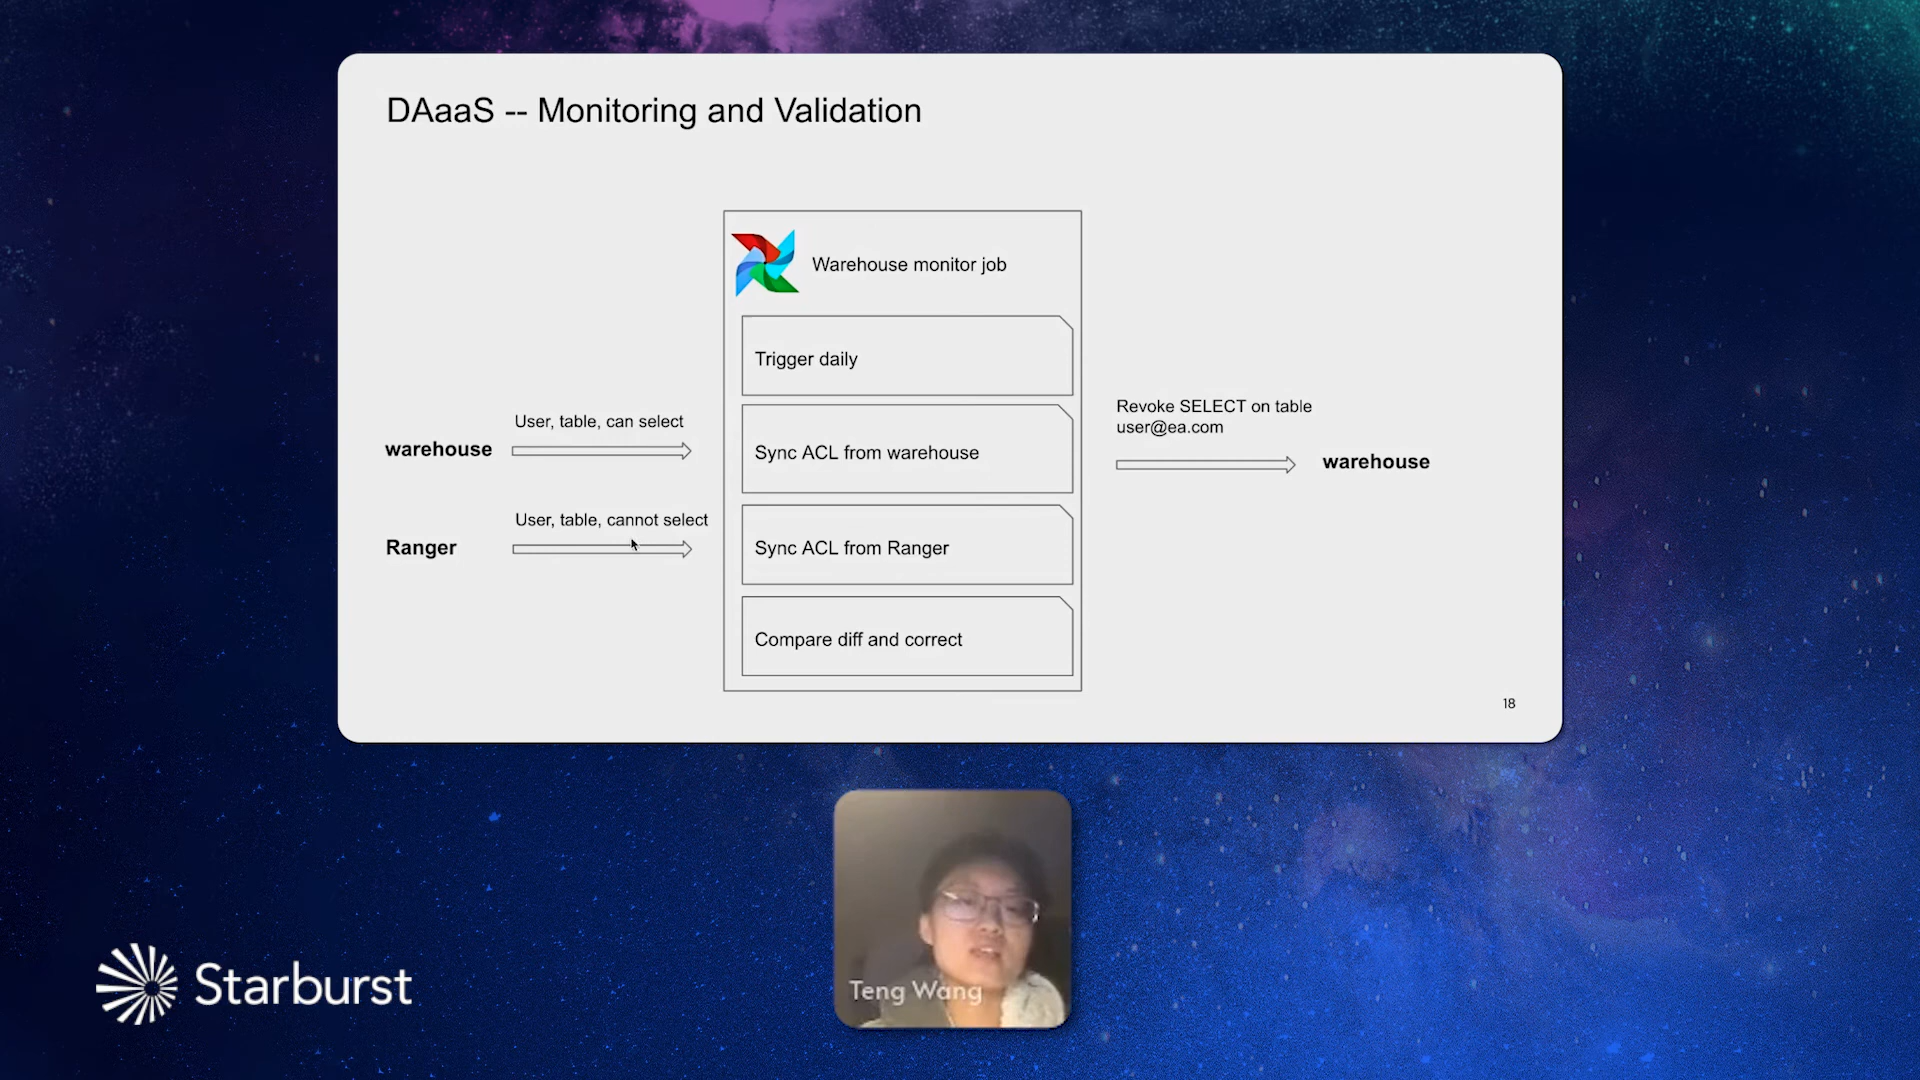 DAaaS -- Monitoring and Validation
Warehouse monitor job
Trigger daily
User, table, can select
warehouse
Sync ACL from warehouse
Revoke SELECT on table
user@ea.com
warehouse
User, table, cannot select
Ranger
Sync ACL from Ranger
Compare diff and correct
18
Teng Wang
Starburst